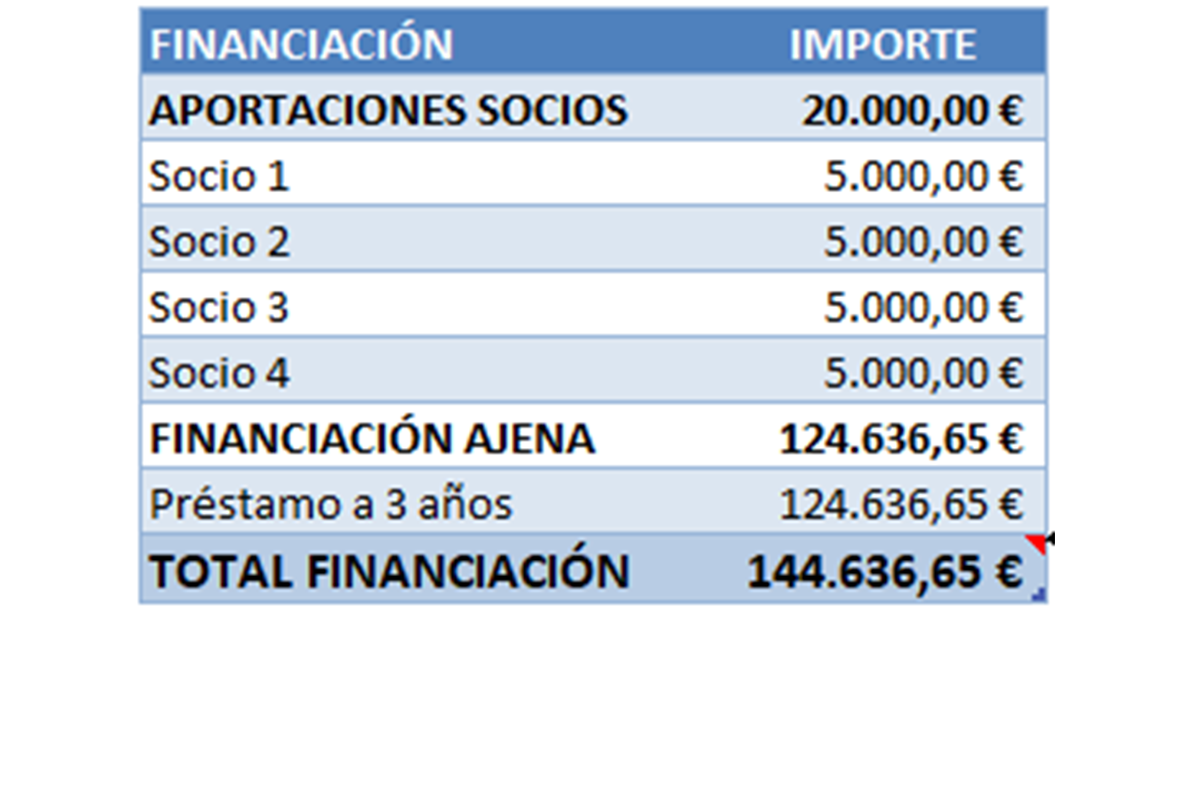 FINANCIACIÓN IMPORTE
APORTACIONES SOCIOS 20.000,00 €
Socio 1 5.000,00 €
Socio 2 5.000,00 €
Socio 3 5.000,00 €
Socio 4 5.000,00 €
FINANCIACIÓN AJENA 124.636,65 €
Préstamo a 3 años 124.636,65 €
TOTAL FINANCIACIÓN 144.636,65 €